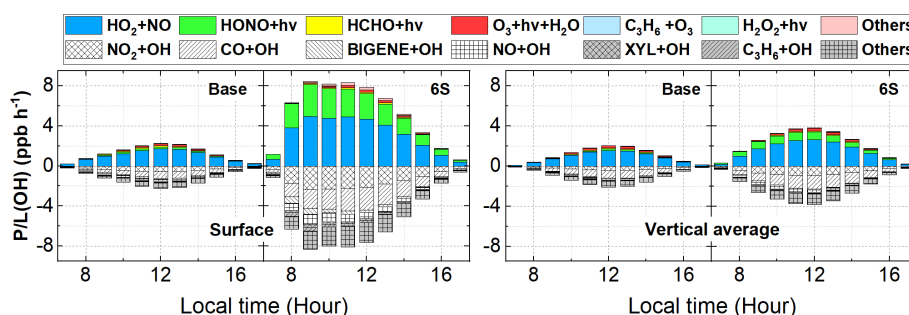 HO₂+NO HONO+hv HCHO+hv O₃+hv+H₂O C₃H₆ +O₃ H₂O₂+hv Others
NO₂+OH CO+OH BIGENE+OH NO+OH XYL+OH C₃H₆+OH Others
P/L(OH) (ppb h⁻¹)
8
4
0
-4
-8
Base 6S
Surface
8 12 16 8 12 16
Local time (Hour)
8
4
0
-4
-8
Base 6S
Vertical average
8 12 16 8 12 16
Local time (Hour)